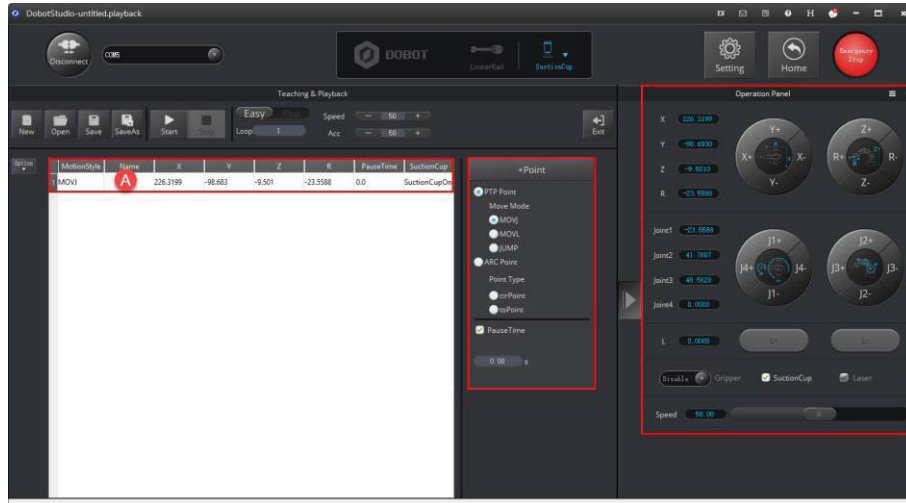 DobotStudio-untitled.playback
Disconnect
COM5
DOBOT
LinearRail
SuctionCup
Setting
Home
Emergency Stop
Teaching & Playback
Operation Panel
New
Open
Save
SaveAs
Start
Stop
Easy
Pro
Loop 1
Speed - 50 +
Acc - 50 +
Exit
Option
MotionStyle Name X Y Z R PauseTime SuctionCup
1 MOVJ A 226.3199 -98.683 -9.501 -23.5588 0.0 SuctionCupOn
+Point
PTP Point
Move Mode
MOVJ
MOVL
JUMP
ARC Point
Point Type
cirPoint
toPoint
PauseTime
0.00 s
X 226.3199
Y -98.6830
Z -9.5010
R -23.5588
Y+
X+
X-
Y-
Z+
R+
R-
Z-
Joint1 -23.5588
Joint2 41.7607
Joint3
Joint4 0.0000
J1+
J4+
J4-
J1-
J2+
J3+
J3-
J2-
L 0.0000
L+
L-
Disable Gripper
SuctionCup
Laser
Speed 50.00